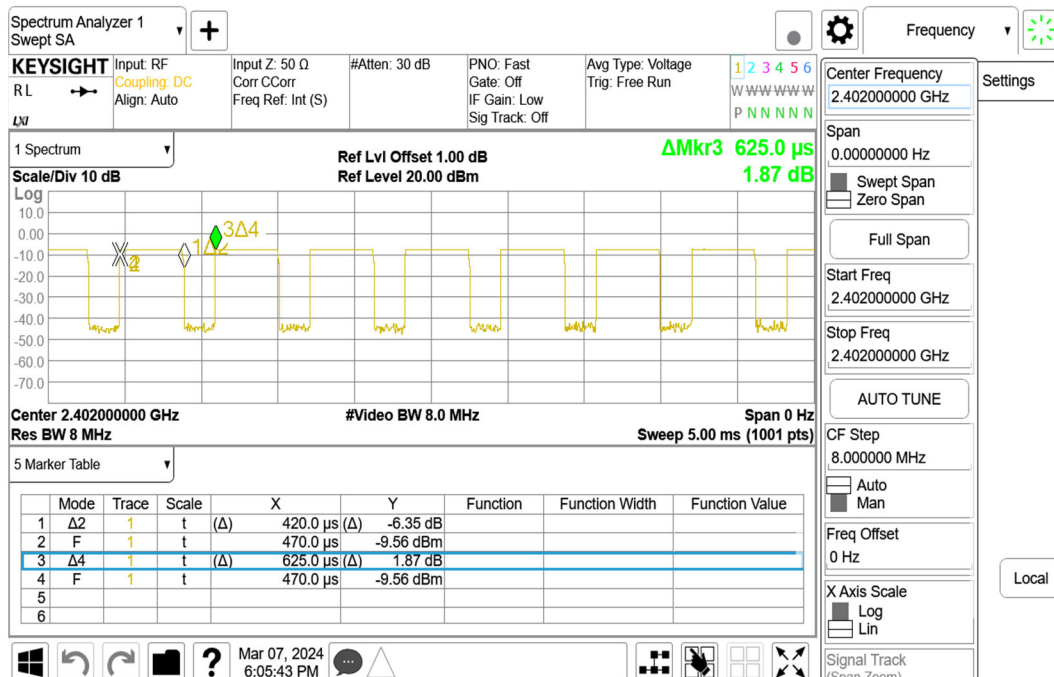 Spectrum Analyzer 1
Swept SA
Frequency
KEYSIGHT
RL
LXI
Input: RF
Coupling: DC
Align: Auto
Input Z: 50 Ω
Corr CCorr
Freq Ref: Int (S)
#Atten: 30 dB
PNO: Fast
Gate: Off
IF Gain: Low
Sig Track: Off
Avg Type: Voltage
Trig: Free Run
1 2 3 4 5 6
W W W W W W
P N N N N N
1 Spectrum
Scale/Div 10 dB
Ref Lvl Offset 1.00 dB
Ref Level 20.00 dBm
ΔMkr3 625.0 µs
1.87 dB
Log
10.0
0.00
-10.0
-20.0
-30.0
-40.0
-50.0
-60.0
-70.0
3Δ4
1Δ2
Center 2.402000000 GHz
#Video BW 8.0 MHz
Span 0 Hz
Res BW 8 MHz
Sweep 5.00 ms (1001 pts)
5 Marker Table
Mode Trace Scale X Y Function Function Width Function Value
1 Δ2 1 t (Δ) 420.0 µs (Δ) -6.35 dB
2 F 1 t 470.0 µs -9.56 dBm
3 Δ4 1 t (Δ) 625.0 µs (Δ) 1.87 dB
4 F 1 t 470.0 µs -9.56 dBm
5
6
Mar 07, 2024
6:05:43 PM
Center Frequency
2.402000000 GHz
Span
0.00000000 Hz
Swept Span
Zero Span
Full Span
Start Freq
2.402000000 GHz
Stop Freq
2.402000000 GHz
AUTO TUNE
CF Step
8.000000 MHz
Auto
Man
Freq Offset
0 Hz
X Axis Scale
Log
Lin
Signal Track
(Span Zoom)
Settings
Local